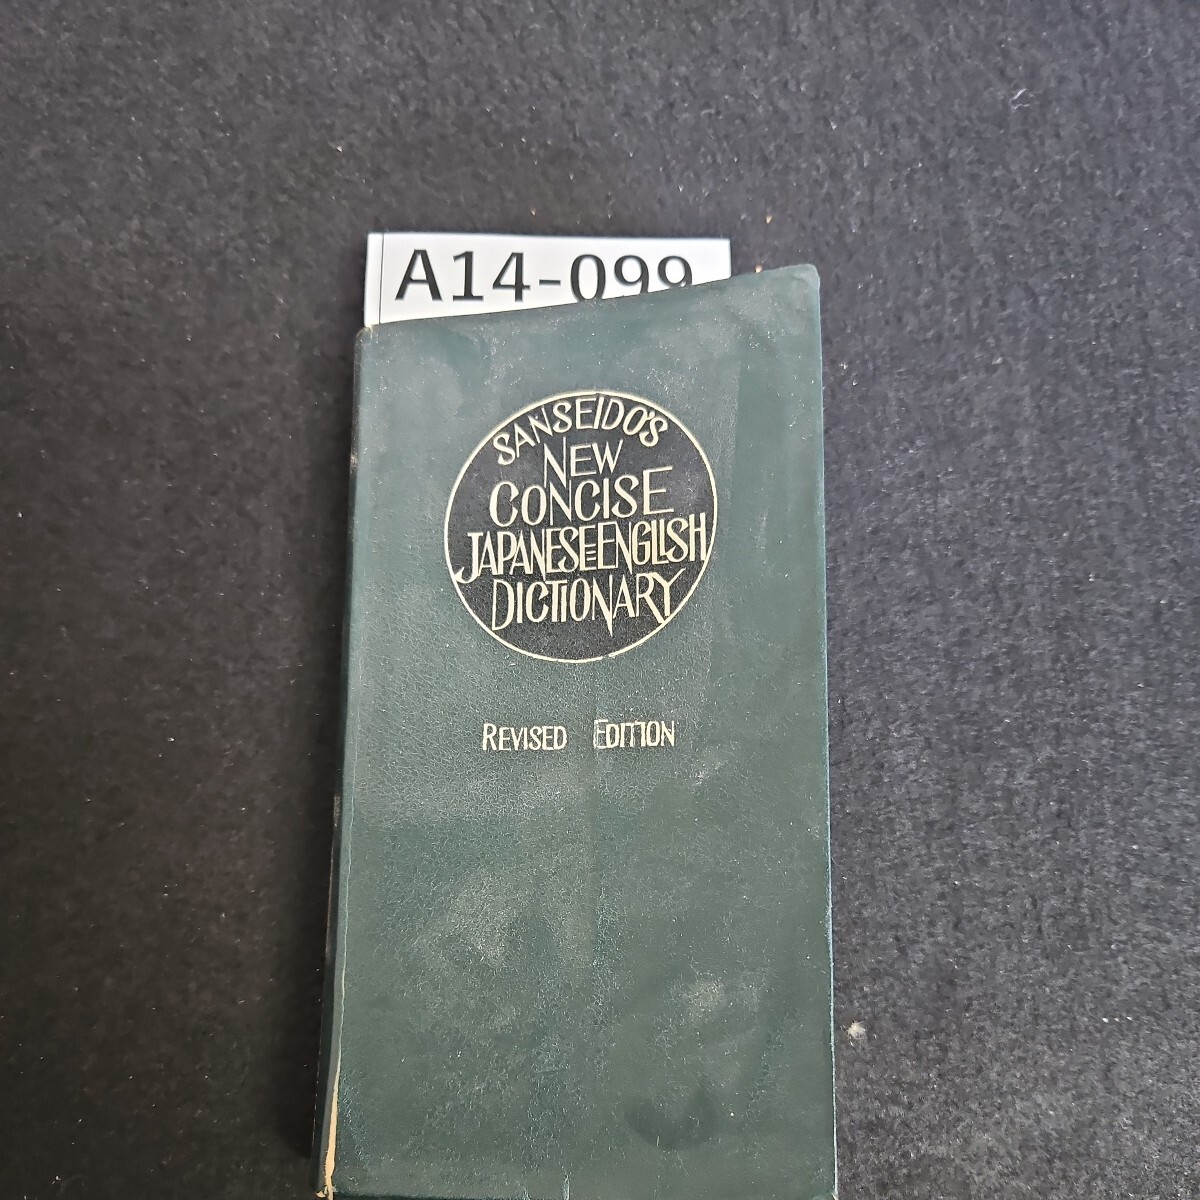 A14-099
SANSEIDO'S
NEW
CONCISE
JAPANESE-ENGLISH
DICTIONARY
REVISED EDITION